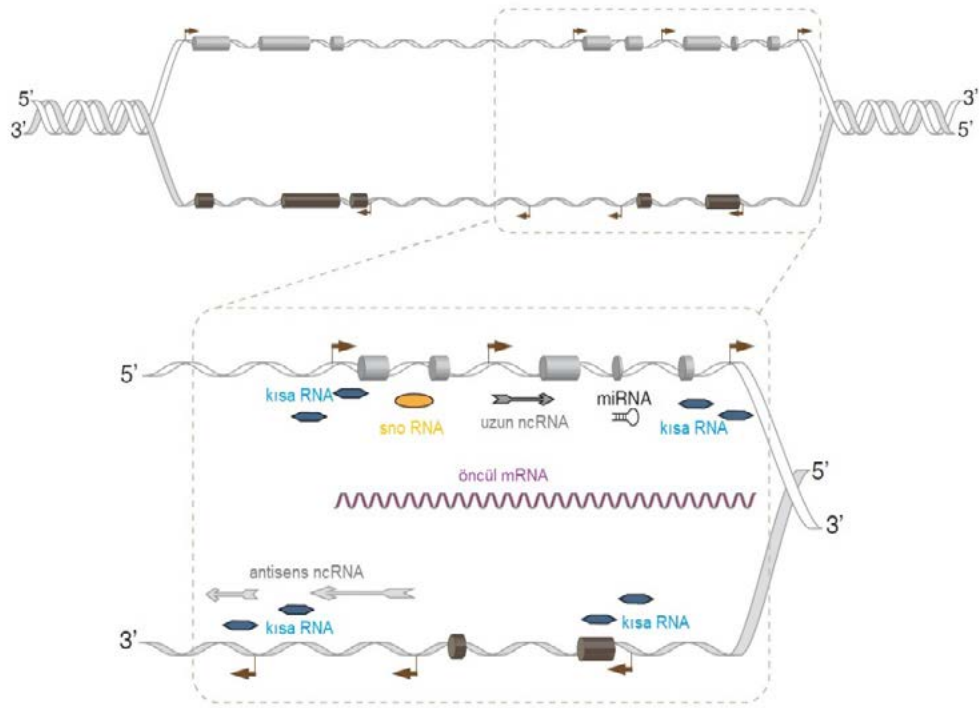 5’
3’
3’
5’
5’
kısa RNA
sno RNA
uzun ncRNA
miRNA
kısa RNA
öncül mRNA
5’
3’
antisens ncRNA
kısa RNA
kısa RNA
3’